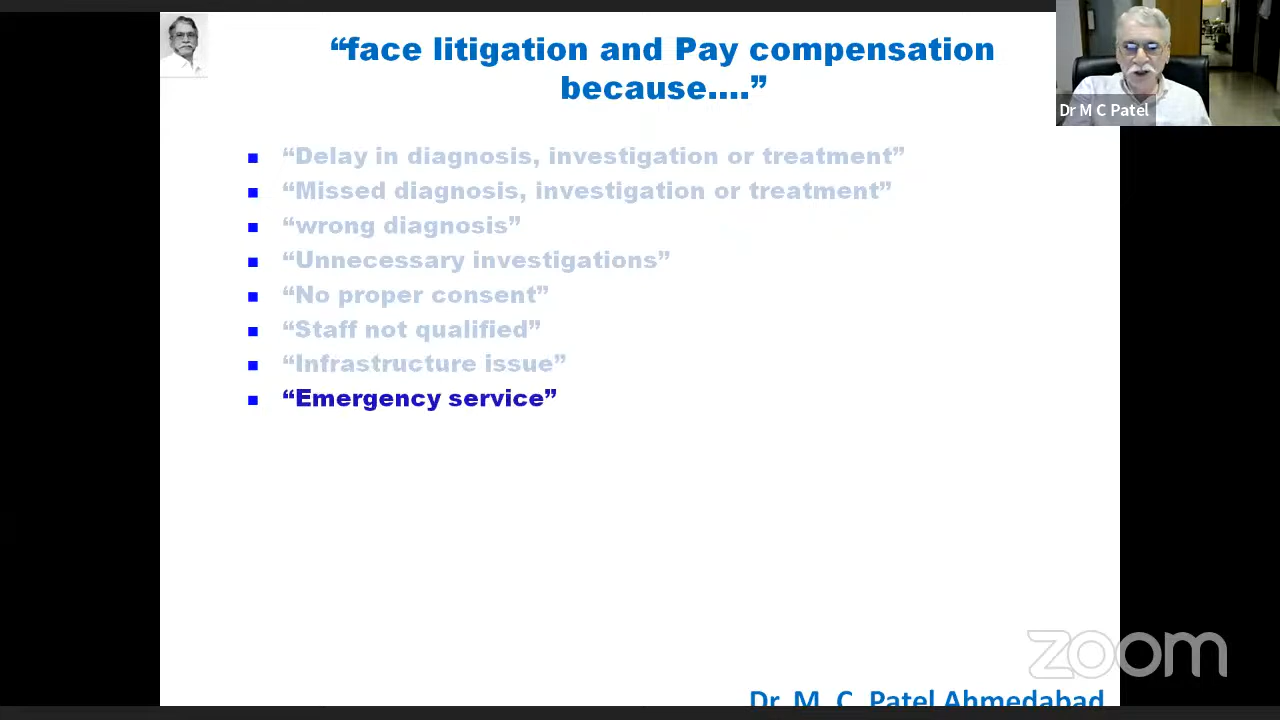 “face litigation and Pay compensation
because....”
Dr M C Patel
“Delay in diagnosis, investigation or treatment”
“Missed diagnosis, investigation or treatment”
“wrong diagnosis”
“Unnecessary investigations”
“No proper consent”
“Staff not qualified”
“Infrastructure issue”
“Emergency service”
zoom
Dr. M. C. Patel Ahmedabad